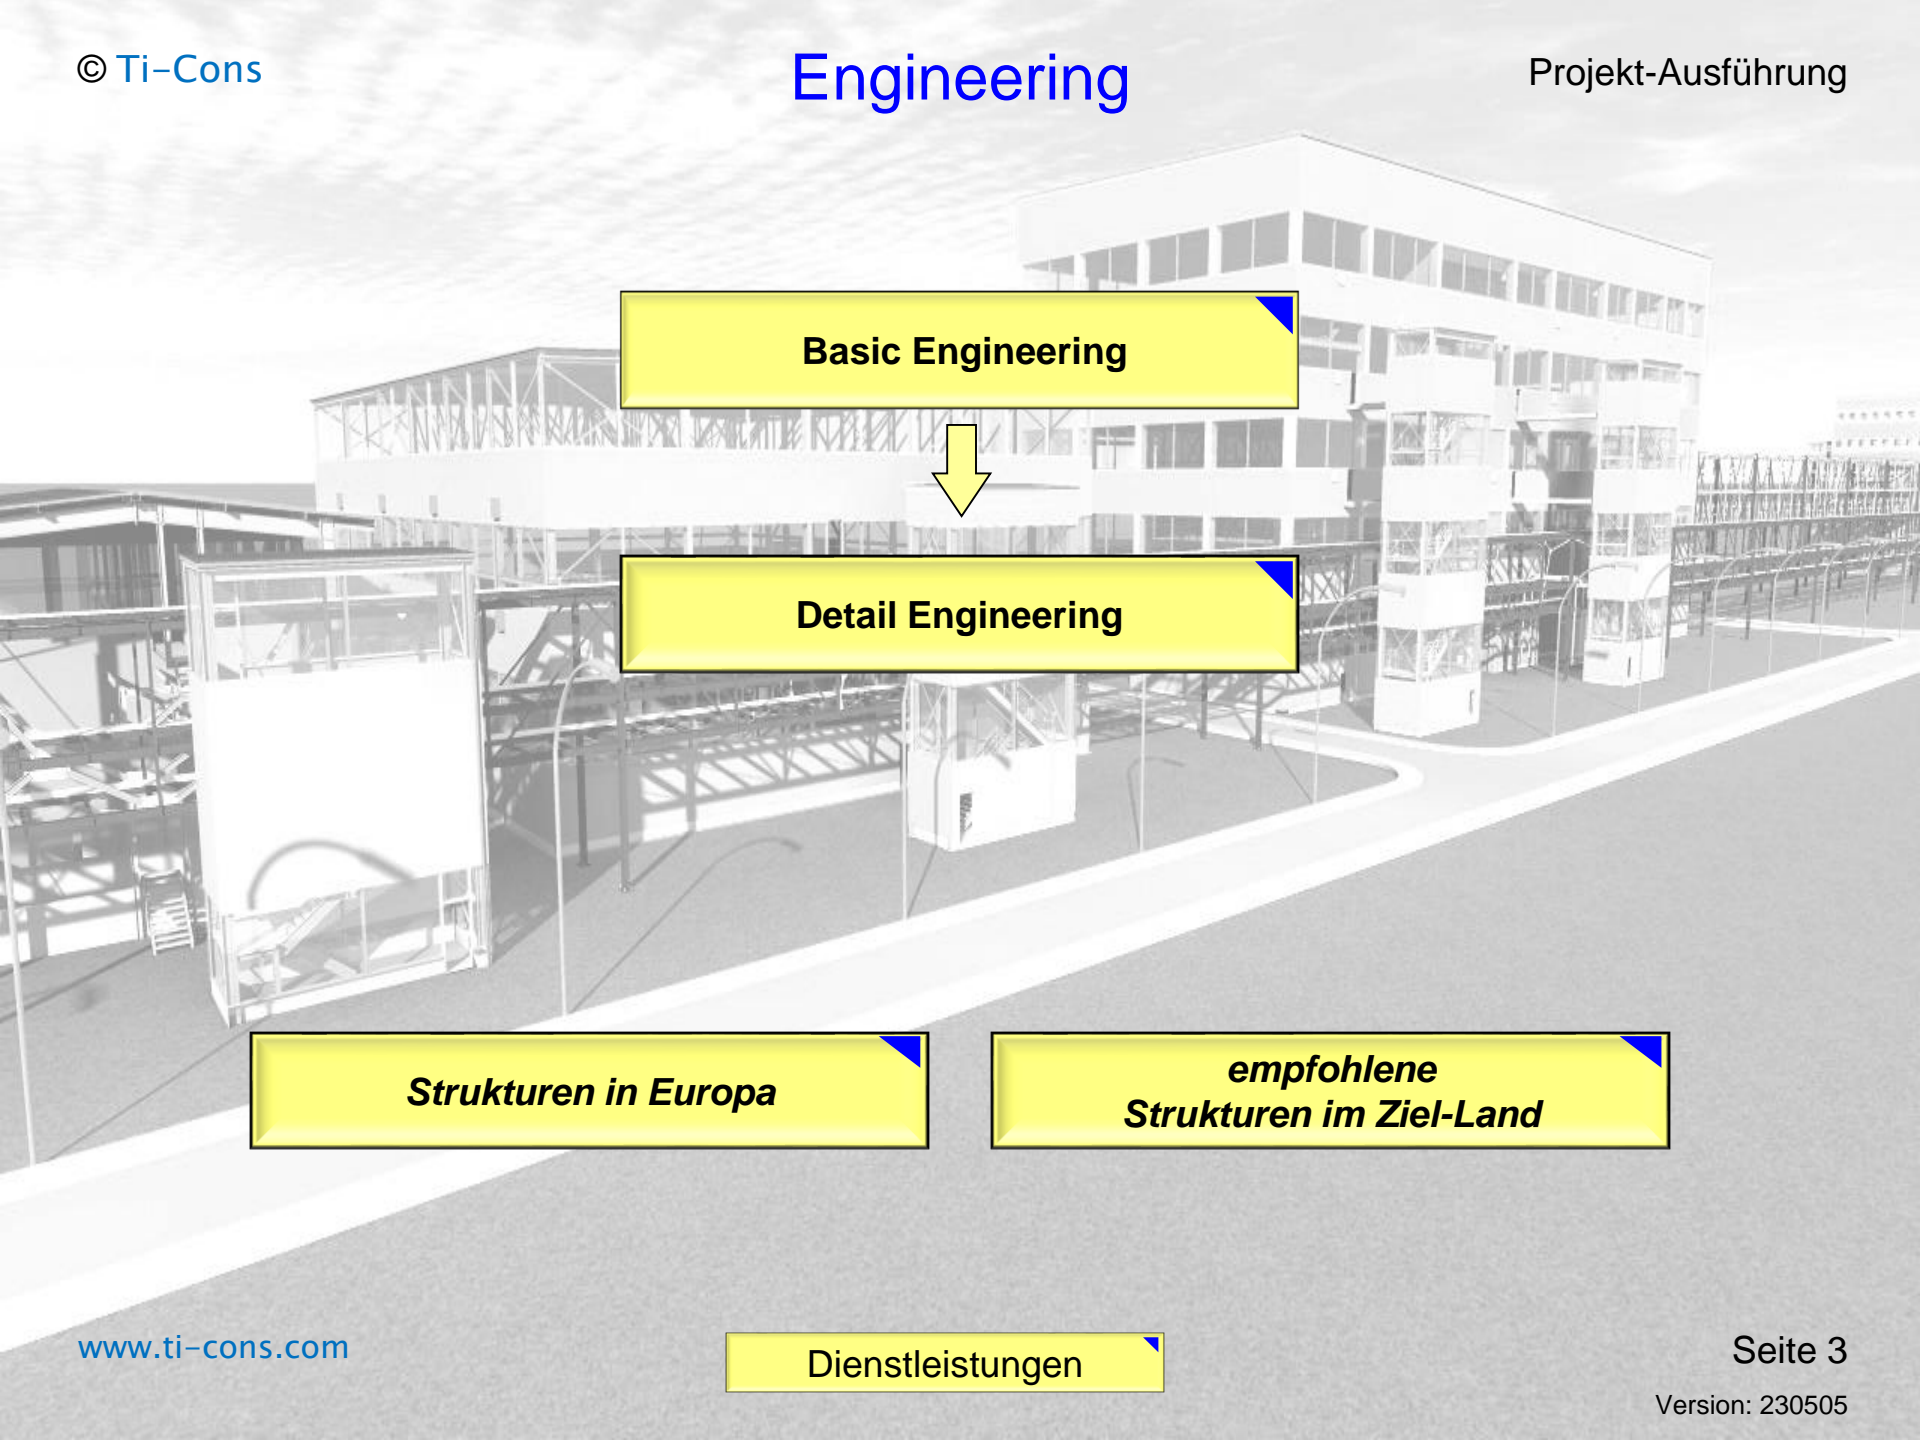 © Ti-Cons
Engineering
Projekt-Ausführung
Basic Engineering
Detail Engineering
Strukturen in Europa
empfohlene
Strukturen im Ziel-Land
www.ti-cons.com
Dienstleistungen
Seite 3
Version: 230505